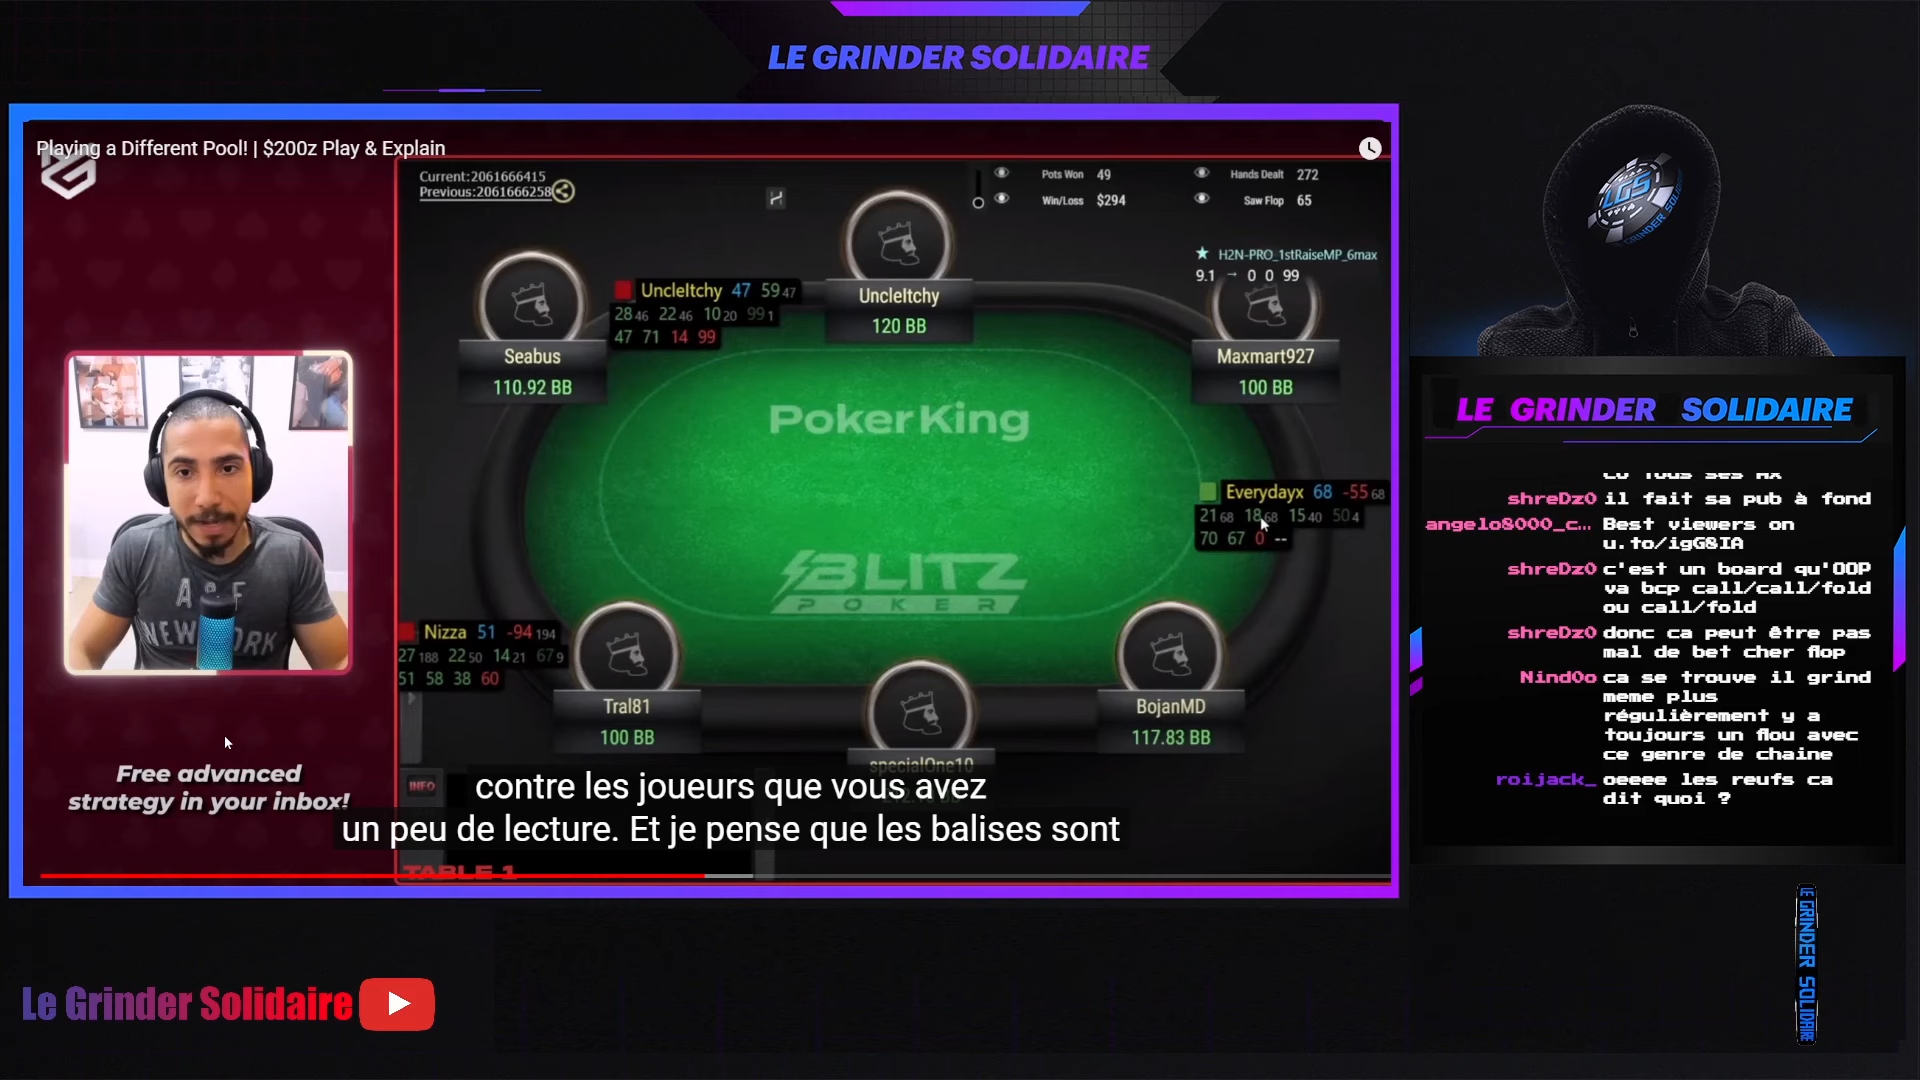 LE GRINDER SOLIDAIRE
Playing a Different Pool! | $200z Play & Explain
Current:2061666415
Previous:2061666258
Pots Won 49
Hands Dealt 272
Win/Loss $294
Saw Flop 65
H2N-PRO_1stRaiseMP_6max
9.1 → 0 0 99
UncleItchy 47 59 47
28 46 22 46 10 20 99 1
47 71 14 99
UncleItchy
120 BB
Seabus
110.92 BB
Maxmart927
100 BB
PokerKing
Everydayx 68 -55 68
21 68 18 68 15 40 50 4
70 67 0 --
BLITZ
POKER
Nizza 51 -94 194
27 188 22 50 14 21 67 9
51 58 38 60
Tral81
100 BB
BojanMD
117.83 BB
specialOne10
NEW YORK
Free advanced
strategy in your inbox!
INFO
contre les joueurs que vous avez
un peu de lecture. Et je pense que les balises sont
TABLE 1
LGS
LE GRINDER SOLIDAIRE
shreDz0 il fait sa pub à fond
angelo8000_c... Best viewers on
u.to/igG8IA
shreDz0 c'est un board qu'OOP
va bcp call/call/fold
ou call/fold
shreDz0 donc ca peut être pas
mal de bet cher flop
Nind0o ca se trouve il grind
meme plus
régulièrement y a
toujours un flou avec
ce genre de chaine
roijack_ oeeee les reufs ca
dit quoi ?
Le Grinder Solidaire
LE GRINDER SOLIDAIRE